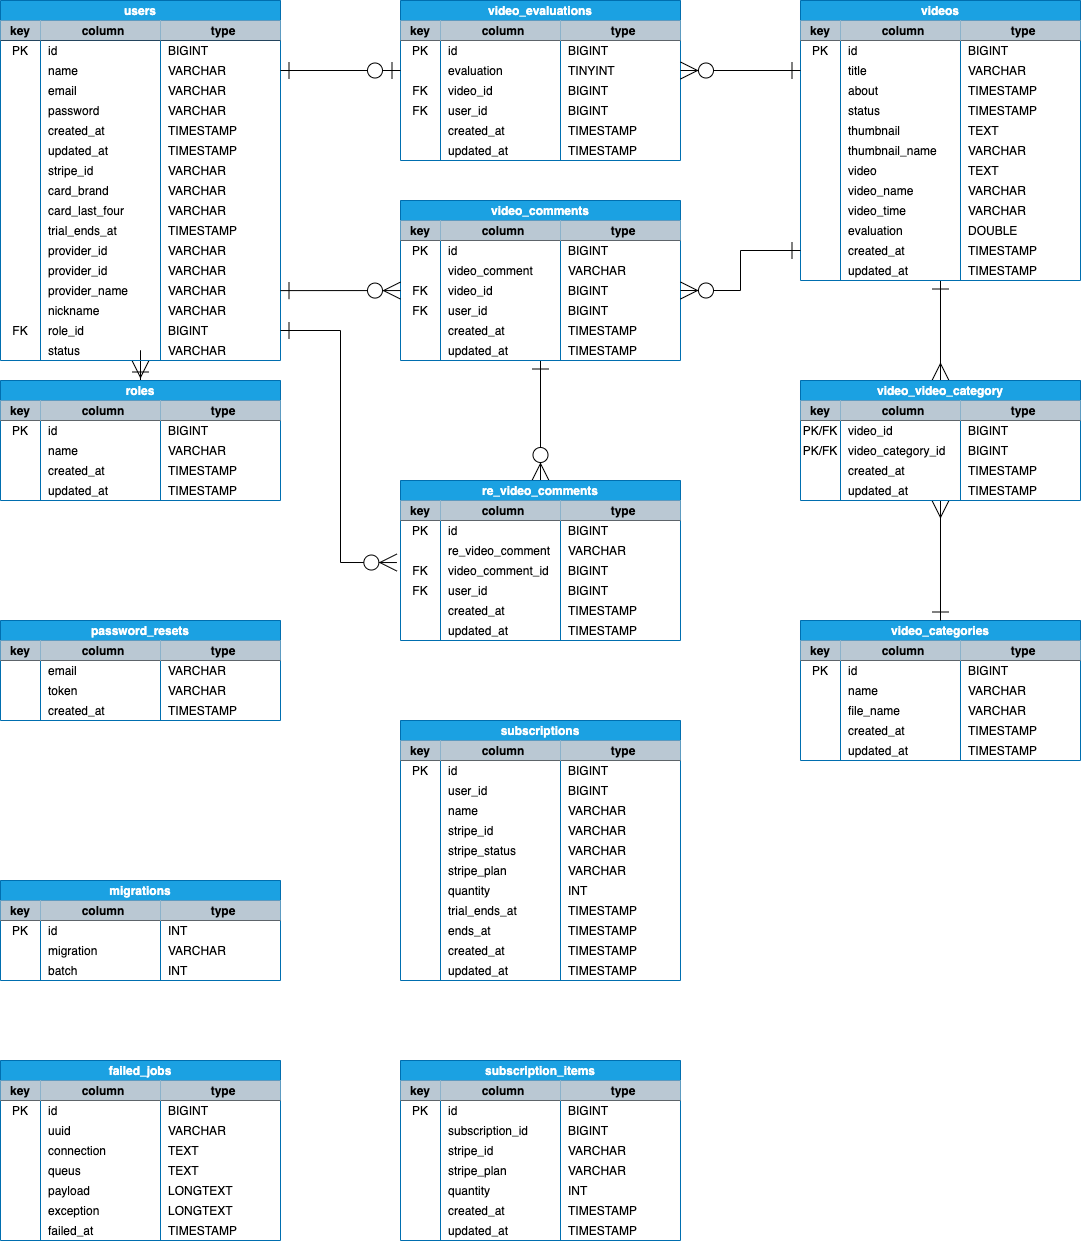 users
key column type
PK id BIGINT
name VARCHAR
email VARCHAR
password VARCHAR
created_at TIMESTAMP
updated_at TIMESTAMP
stripe_id VARCHAR
card_brand VARCHAR
card_last_four VARCHAR
trial_ends_at TIMESTAMP
provider_id VARCHAR
provider_id VARCHAR
provider_name VARCHAR
nickname VARCHAR
FK role_id BIGINT
status VARCHAR
roles
key column type
PK id BIGINT
name VARCHAR
created_at TIMESTAMP
updated_at TIMESTAMP
password_resets
key column type
email VARCHAR
token VARCHAR
created_at TIMESTAMP
migrations
key column type
PK id INT
migration VARCHAR
batch INT
failed_jobs
key column type
PK id BIGINT
uuid VARCHAR
connection TEXT
queus TEXT
payload LONGTEXT
exception LONGTEXT
failed_at TIMESTAMP
video_evaluations
key column type
PK id BIGINT
evaluation TINYINT
FK video_id BIGINT
FK user_id BIGINT
created_at TIMESTAMP
updated_at TIMESTAMP
video_comments
key column type
PK id BIGINT
video_comment VARCHAR
FK video_id BIGINT
FK user_id BIGINT
created_at TIMESTAMP
updated_at TIMESTAMP
re_video_comments
key column type
PK id BIGINT
re_video_comment VARCHAR
FK video_comment_id BIGINT
FK user_id BIGINT
created_at TIMESTAMP
updated_at TIMESTAMP
subscriptions
key column type
PK id BIGINT
user_id BIGINT
name VARCHAR
stripe_id VARCHAR
stripe_status VARCHAR
stripe_plan VARCHAR
quantity INT
trial_ends_at TIMESTAMP
ends_at TIMESTAMP
created_at TIMESTAMP
updated_at TIMESTAMP
subscription_items
key column type
PK id BIGINT
subscription_id BIGINT
stripe_id VARCHAR
stripe_plan VARCHAR
quantity INT
created_at TIMESTAMP
updated_at TIMESTAMP
videos
key column type
PK id BIGINT
title VARCHAR
about TIMESTAMP
status TIMESTAMP
thumbnail TEXT
thumbnail_name VARCHAR
video TEXT
video_name VARCHAR
video_time VARCHAR
evaluation DOUBLE
created_at TIMESTAMP
updated_at TIMESTAMP
video_video_category
key column type
PK/FK video_id BIGINT
PK/FK video_category_id BIGINT
created_at TIMESTAMP
updated_at TIMESTAMP
video_categories
key column type
PK id BIGINT
name VARCHAR
file_name VARCHAR
created_at TIMESTAMP
updated_at TIMESTAMP